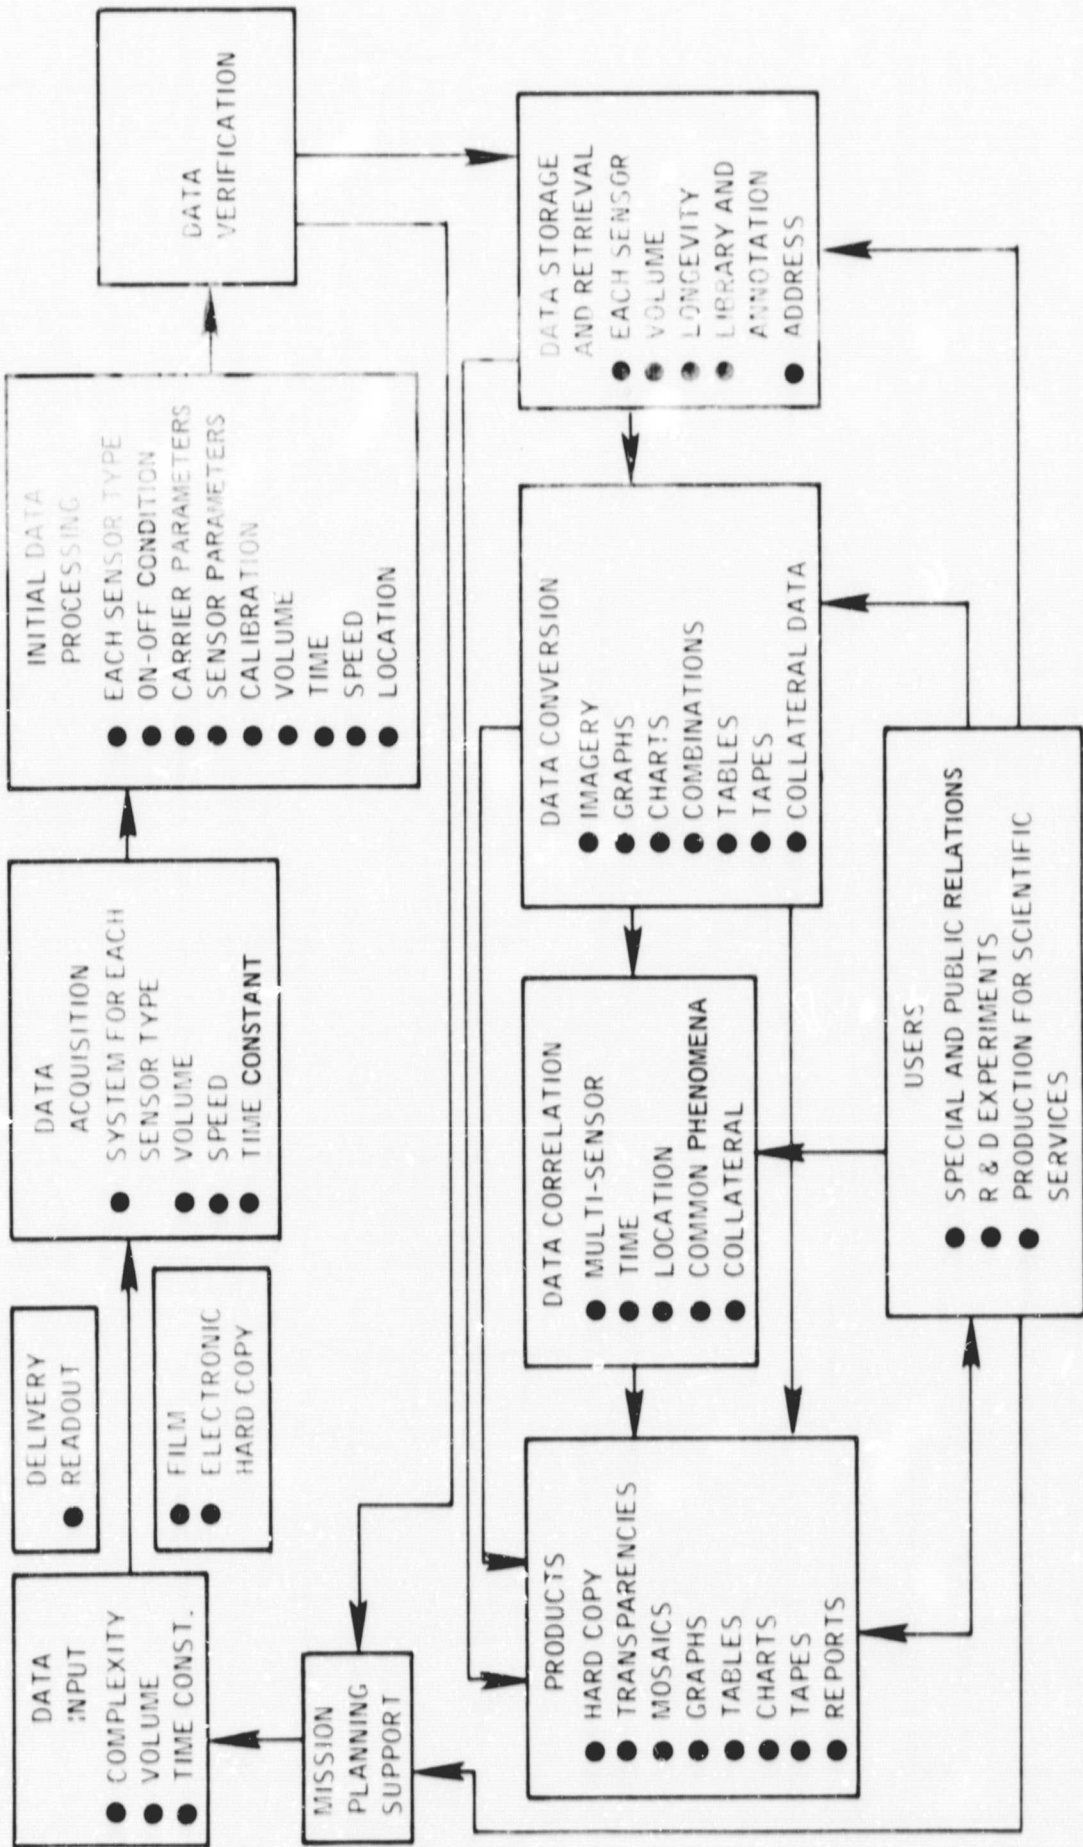 DATA
INPUT
● COMPLEXITY
● VOLUME
● TIME CONST.
DELIVERY
● READOUT
● FILM
● ELECTRONIC
HARD COPY
DATA
ACQUISITION
● SYSTEM FOR EACH
SENSOR TYPE
● VOLUME
● SPEED
● TIME CONSTANT
INITIAL DATA
PROCESSING
● EACH SENSOR TYPE
● ON-OFF CONDITION
● CARRIER PARAMETERS
● SENSOR PARAMETERS
● CALIBRATION
● VOLUME
● TIME
● SPEED
● LOCATION
DATA
VERIFICATION
MISSION
PLANNING
SUPPORT
PRODUCTS
● HARD COPY
● TRANSPARENCIES
● MOSAICS
● GRAPHS
● TABLES
● CHARTS
● TAPES
● REPORTS
DATA CORRELATION
● MULTI-SENSOR
● TIME
● LOCATION
● COMMON PHENOMENA
● COLLATERAL
DATA CONVERSION
● IMAGERY
● GRAPHS
● CHARTS
● COMBINATIONS
● TABLES
● TAPES
● COLLATERAL DATA
DATA STORAGE
AND RETRIEVAL
● EACH SENSOR
● VOLUME
● LONGEVITY
● LIBRARY AND
ANNOTATION
● ADDRESS
USERS
● SPECIAL AND PUBLIC RELATIONS
● R & D EXPERIMENTS
● PRODUCTION FOR SCIENTIFIC
SERVICES